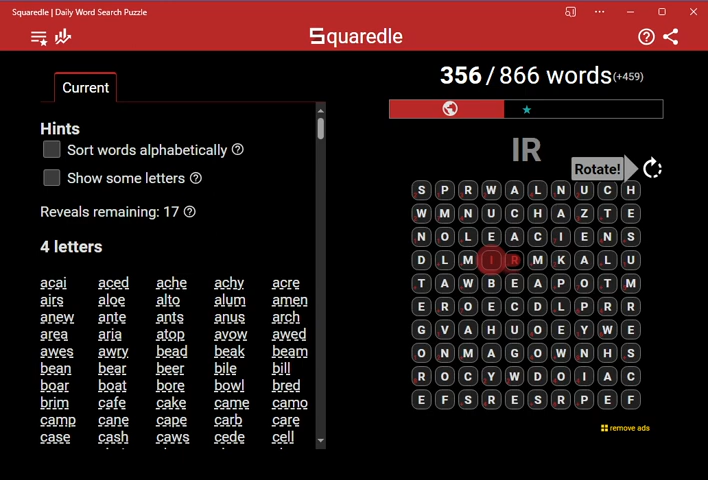 Squaredle | Daily Word Search Puzzle
Squaredle
Current
356 / 866 words (+459)
Hints
Sort words alphabetically
Show some letters
Reveals remaining: 17
IR
Rotate!
4 letters
açai aced ache achy acre
airs aloe alto alum amen
anew ante ants anus arch
area aria atop avow awed
awes awry bead beak beam
bean bear beer bile bill
boar boat bore bowl bred
brim cafe cake came camo
camp cane cape carb care
case cash caws cede cell
S P R W A L N U C H
W M N U C H A Z T E
N O L E A C I E N S
D L M I R M K A L U
T A W B E A P O T M
E R O E C D L P R R
G V A H U O E Y W E
O N M A G O W N H S
R O C Y W D O I A C
E F S R E S R P E F
remove ads